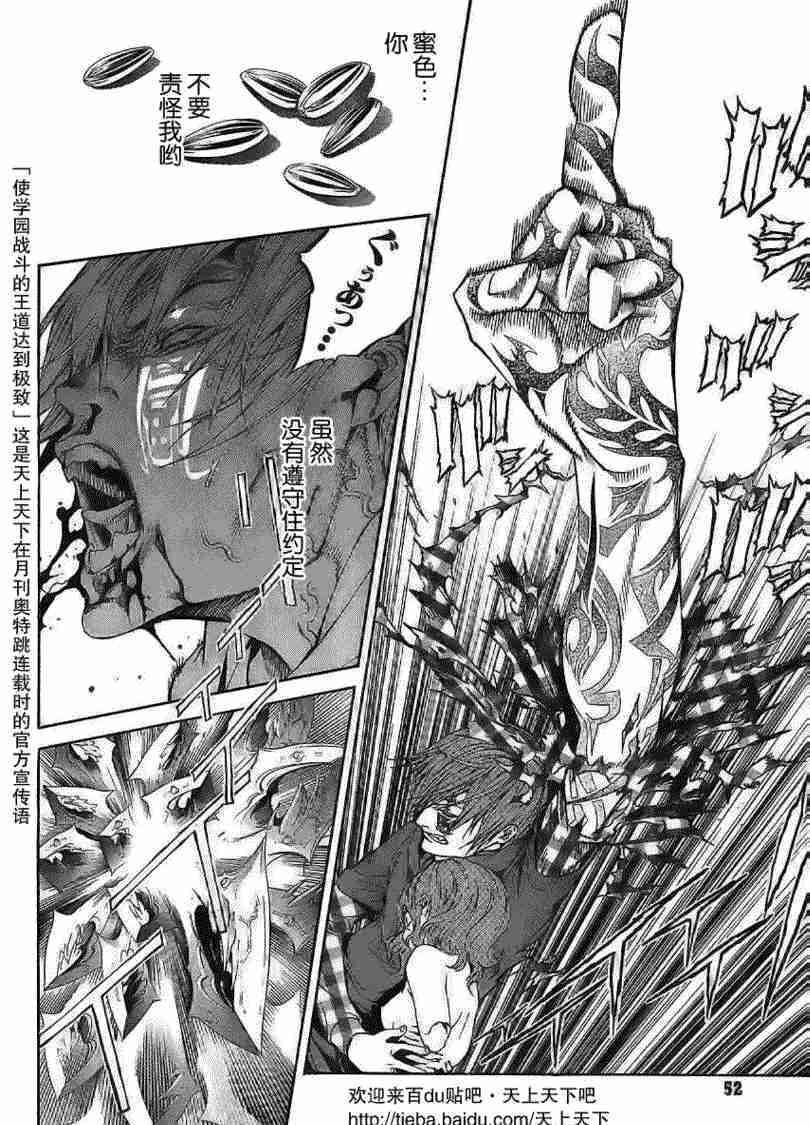 蜜色…
你
不要
责怪我哟
ぐぅあっ…
虽然
没有遵守住约定
「使学园战斗的王道达到极致」这是天上天下在月刊奥特跳连载时的官方宣传语
52
欢迎来百du贴吧·天上天下吧
http://tieba.baidu.com/天上天下